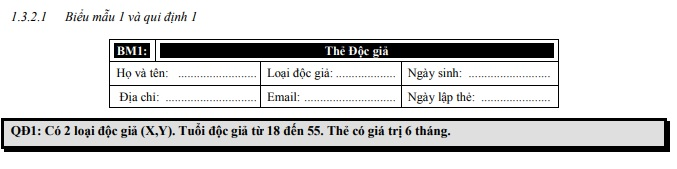 1.3.2.1 Biểu mẫu 1 và qui định 1
BM1: Thẻ Độc giả
Họ và tên: ......................... Loại độc giả: ................... Ngày sinh: ..........................
Địa chỉ: ............................. Email: ............................. Ngày lập thẻ: ......................
QĐ1: Có 2 loại độc giả (X,Y). Tuổi độc giả từ 18 đến 55. Thẻ có giá trị 6 tháng.